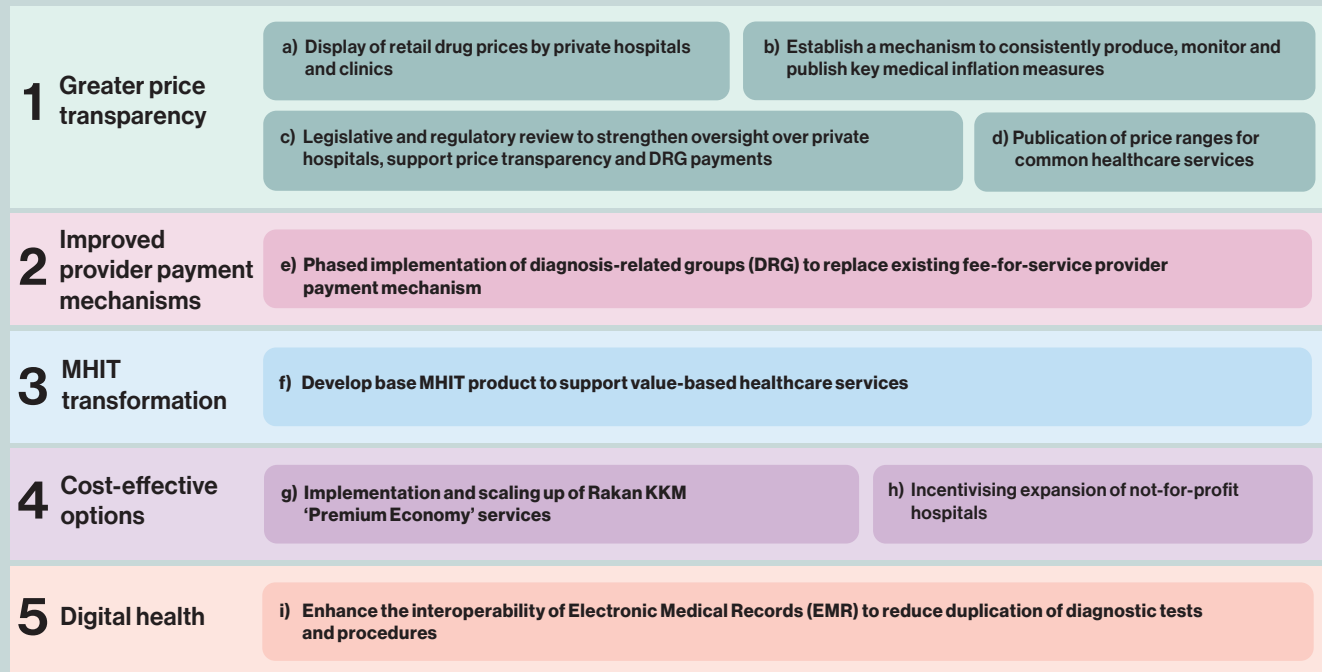 1
Greater price
transparency
a) Display of retail drug prices by private hospitals
and clinics
b) Establish a mechanism to consistently produce, monitor and
publish key medical inflation measures
c) Legislative and regulatory review to strengthen oversight over private
hospitals, support price transparency and DRG payments
d) Publication of price ranges for
common healthcare services
2
Improved
provider payment
mechanisms
e) Phased implementation of diagnosis-related groups (DRG) to replace existing fee-for-service provider
payment mechanism
3
MHIT
transformation
f) Develop base MHIT product to support value-based healthcare services
4
Cost-effective
options
g) Implementation and scaling up of Rakan KKM
‘Premium Economy’ services
h) Incentivising expansion of not-for-profit
hospitals
5
Digital health
i) Enhance the interoperability of Electronic Medical Records (EMR) to reduce duplication of diagnostic tests
and procedures